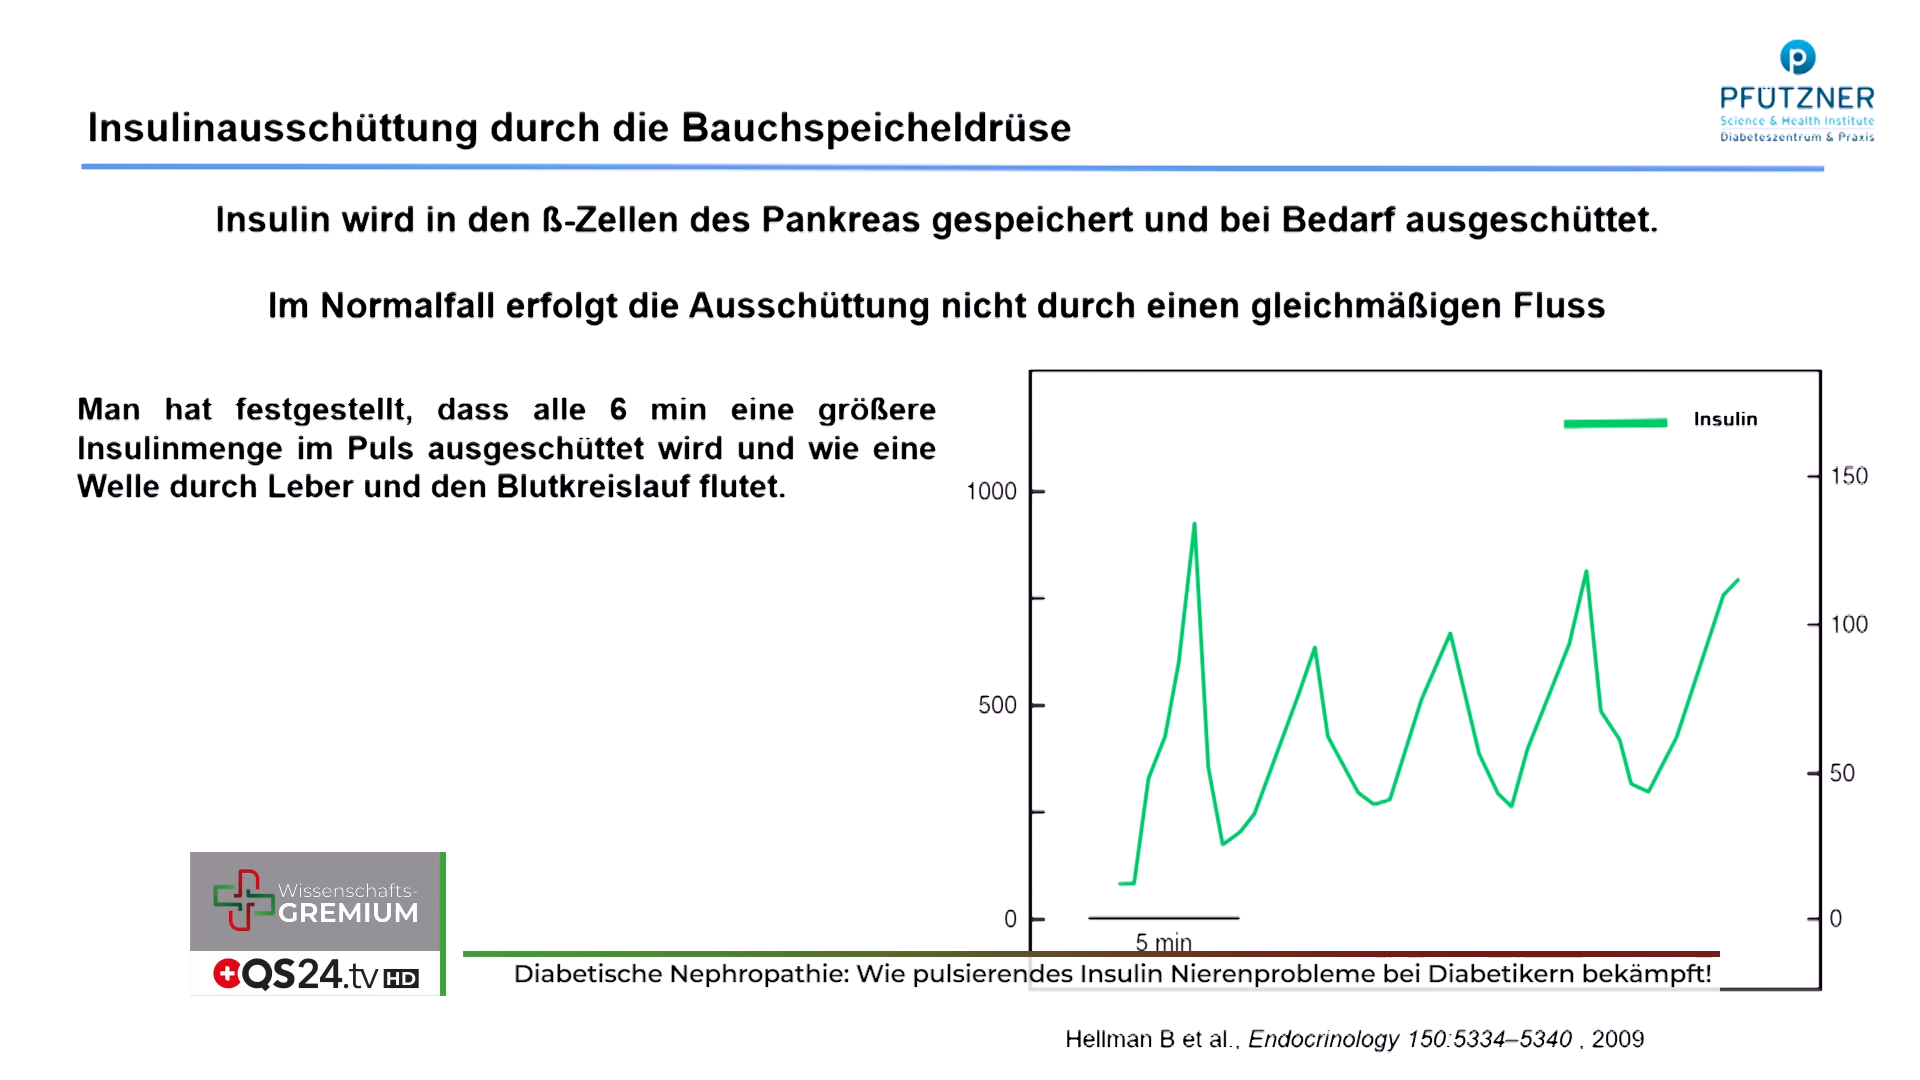 PFÜTZNER
Science & Health Institute
Diabeteszentrum & Praxis
Insulinausschüttung durch die Bauchspeicheldrüse
Insulin wird in den ß-Zellen des Pankreas gespeichert und bei Bedarf ausgeschüttet.
Im Normalfall erfolgt die Ausschüttung nicht durch einen gleichmäßigen Fluss
Man hat festgestellt, dass alle 6 min eine größere
Insulinmenge im Puls ausgeschüttet wird und wie eine
Welle durch Leber und den Blutkreislauf flutet.
Insulin
1000
500
0
150
100
50
0
5 min
Wissenschafts-
GREMIUM
QS24.tv HD
Diabetische Nephropathie: Wie pulsierendes Insulin Nierenprobleme bei Diabetikern bekämpft!
Hellman B et al., Endocrinology 150:5334–5340 , 2009